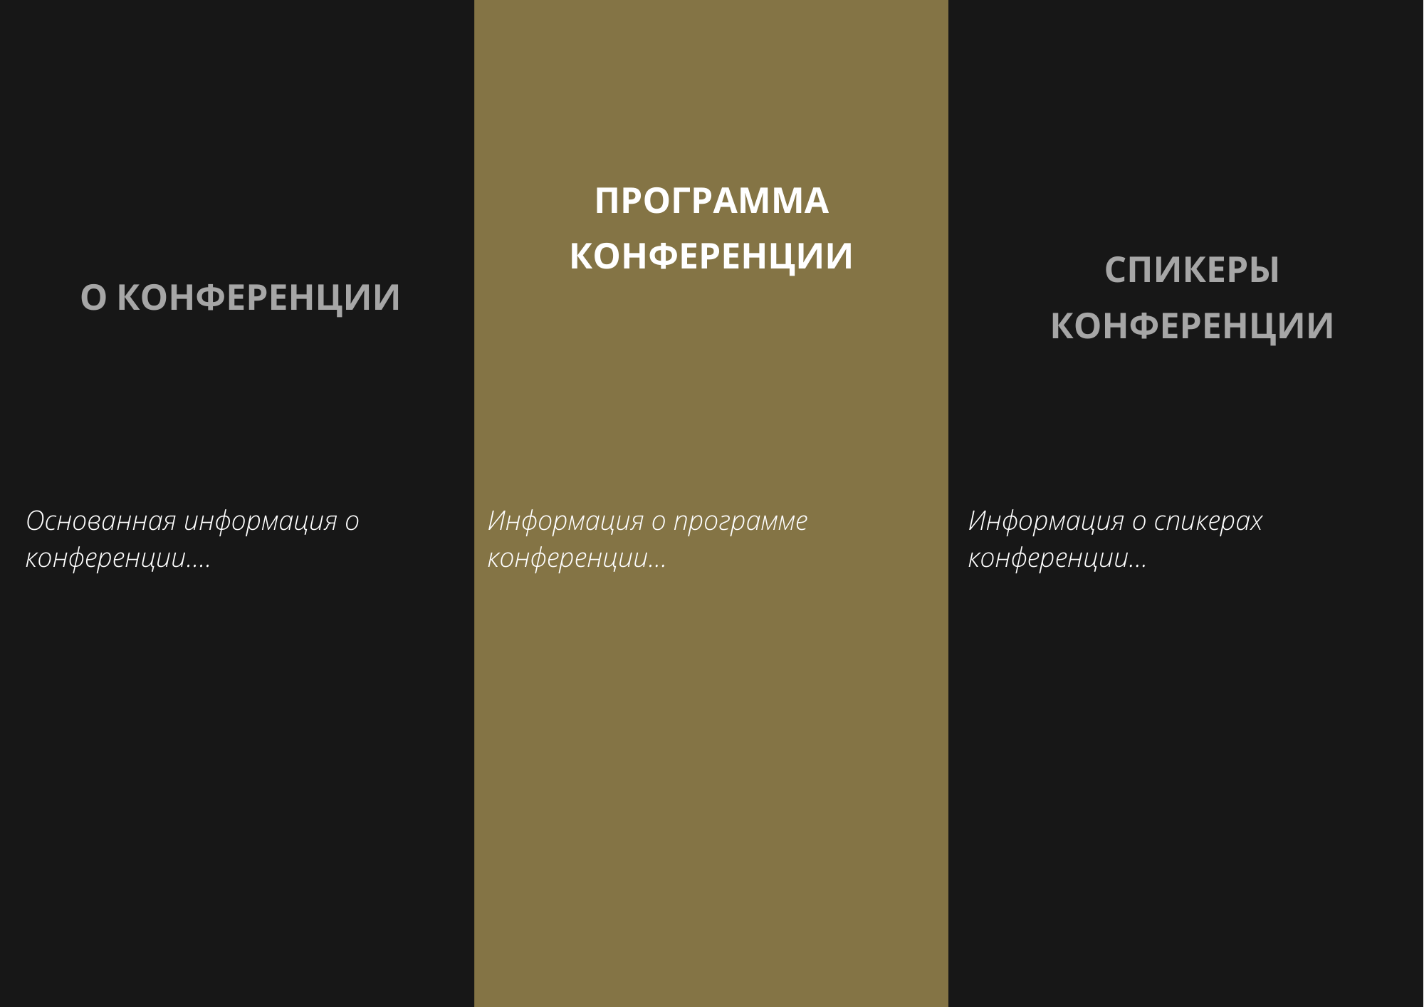 О КОНФЕРЕНЦИИ
Основанная информация о
конференции....
ПРОГРАММА
КОНФЕРЕНЦИИ
Информация о программе
конференции...
СПИКЕРЫ
КОНФЕРЕНЦИИ
Информация о спикерах
конференции...